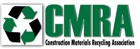 CMRA
Construction Materials Recycling Association